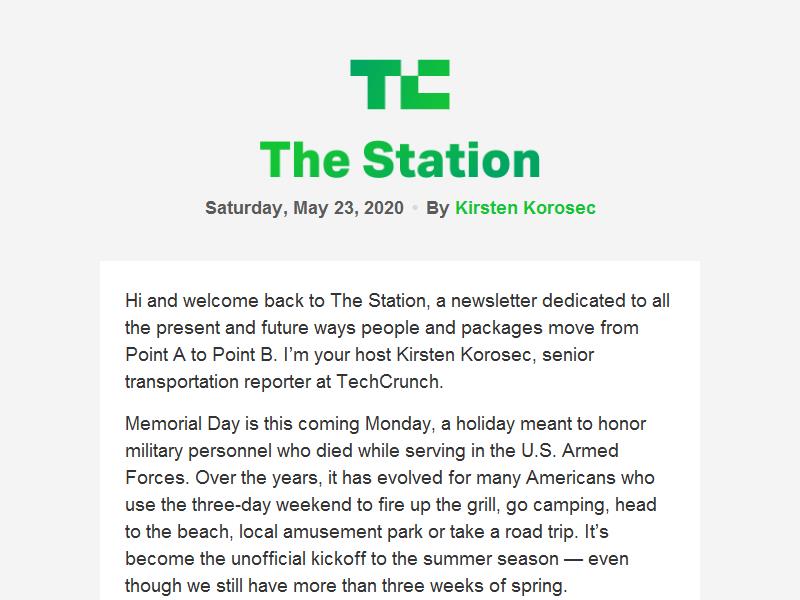 TC
The Station
Saturday, May 23, 2020 • By Kirsten Korosec
Hi and welcome back to The Station, a newsletter dedicated to all
the present and future ways people and packages move from
Point A to Point B. I’m your host Kirsten Korosec, senior
transportation reporter at TechCrunch.
Memorial Day is this coming Monday, a holiday meant to honor
military personnel who died while serving in the U.S. Armed
Forces. Over the years, it has evolved for many Americans who
use the three-day weekend to fire up the grill, go camping, head
to the beach, local amusement park or take a road trip. It’s
become the unofficial kickoff to the summer season — even
though we still have more than three weeks of spring.